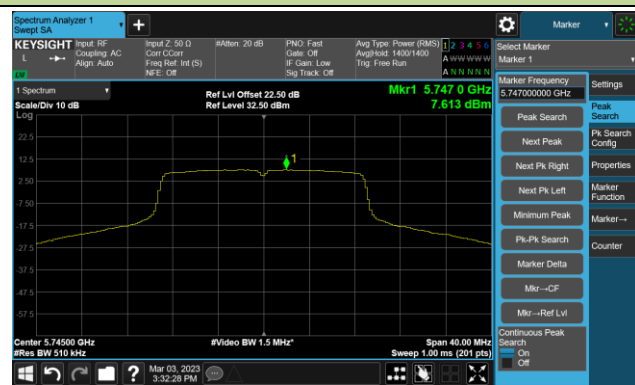 Spectrum Analyzer 1
Swept SA
Marker
KEYSIGHT
L
Input: RF
Coupling: AC
Align: Auto
Input Z: 50 Ω
Corr CCorr
Freq Ref: Int (S)
NFE: Off
#Atten: 20 dB
PNO: Fast
Gate: Off
IF Gain: Low
Sig Track: Off
Avg Type: Power (RMS)
Avg|Hold: 1400/1400
Trig: Free Run
1 2 3 4 5 6
A W W W W W
A N N N N N
Select Marker
Marker 1
LXI
1 Spectrum
Scale/Div 10 dB
Log
Ref Lvl Offset 22.50 dB
Ref Level 32.50 dBm
Mkr1 5.747 0 GHz
7.613 dBm
22.5
12.5
2.50
-7.50
-17.5
-27.5
-37.5
-47.5
-57.5
1
Center 5.74500 GHz
#Res BW 510 kHz
#Video BW 1.5 MHz*
Span 40.00 MHz
Sweep 1.00 ms (201 pts)
Marker Frequency
5.747000000 GHz
Peak Search
Next Peak
Next Pk Right
Next Pk Left
Minimum Peak
Pk-Pk Search
Marker Delta
Mkr→CF
Mkr→Ref Lvl
Continuous Peak
Search
On
Off
Settings
Peak
Search
Pk Search
Config
Properties
Marker
Function
Marker→
Counter
Mar 03, 2023
3:32:28 PM